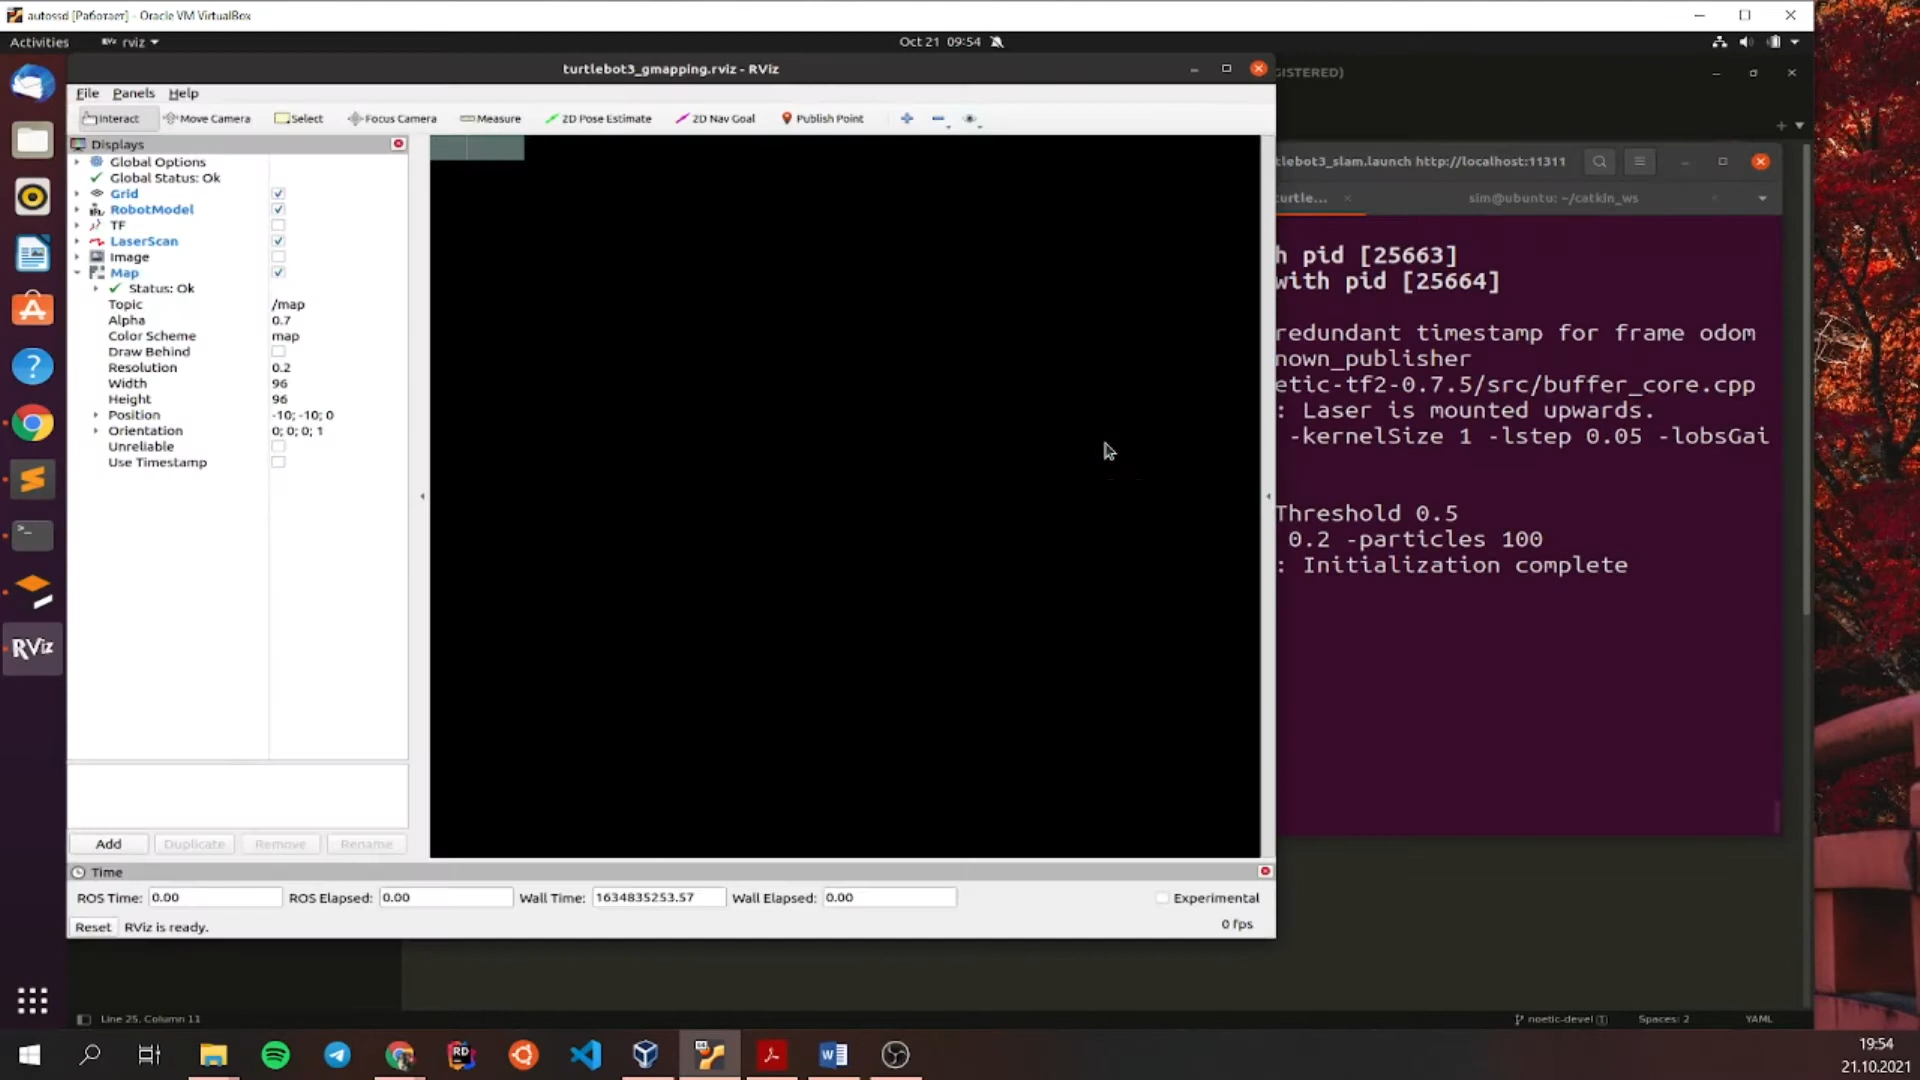 autossd [Работает] - Oracle VM VirtualBox
Activities
rviz
Oct 21 09:54
turtlebot3_gmapping.rviz - RViz
File Panels Help
Interact
Move Camera
Select
Focus Camera
Measure
2D Pose Estimate
2D Nav Goal
Publish Point
Displays
Global Options
Global Status: Ok
Grid
RobotModel
TF
LaserScan
Image
Map
Status: Ok
Topic /map
Alpha 0.7
Color Scheme map
Draw Behind
Resolution 0.2
Width 96
Height 96
Position -10; -10; 0
Orientation 0; 0; 0; 1
Unreliable
Use Timestamp
Add Duplicate Remove Rename
Time
ROS Time: 0.00 ROS Elapsed: 0.00 Wall Time: 1634835253.57 Wall Elapsed: 0.00 Experimental
Reset RViz is ready. 0 fps
RViz
GISTERED)
tlebot3_slam.launch http://localhost:11311
turtle... sim@ubuntu: ~/catkin_ws
h pid [25663]
with pid [25664]
redundant timestamp for frame odom
nown_publisher
etic-tf2-0.7.5/src/buffer_core.cpp
: Laser is mounted upwards.
-kernelSize 1 -lstep 0.05 -lobsGai
Threshold 0.5
0.2 -particles 100
: Initialization complete
Line 25, Column 11
noetic-devel
Spaces: 2
YAML
RD
19:54
21.10.2021